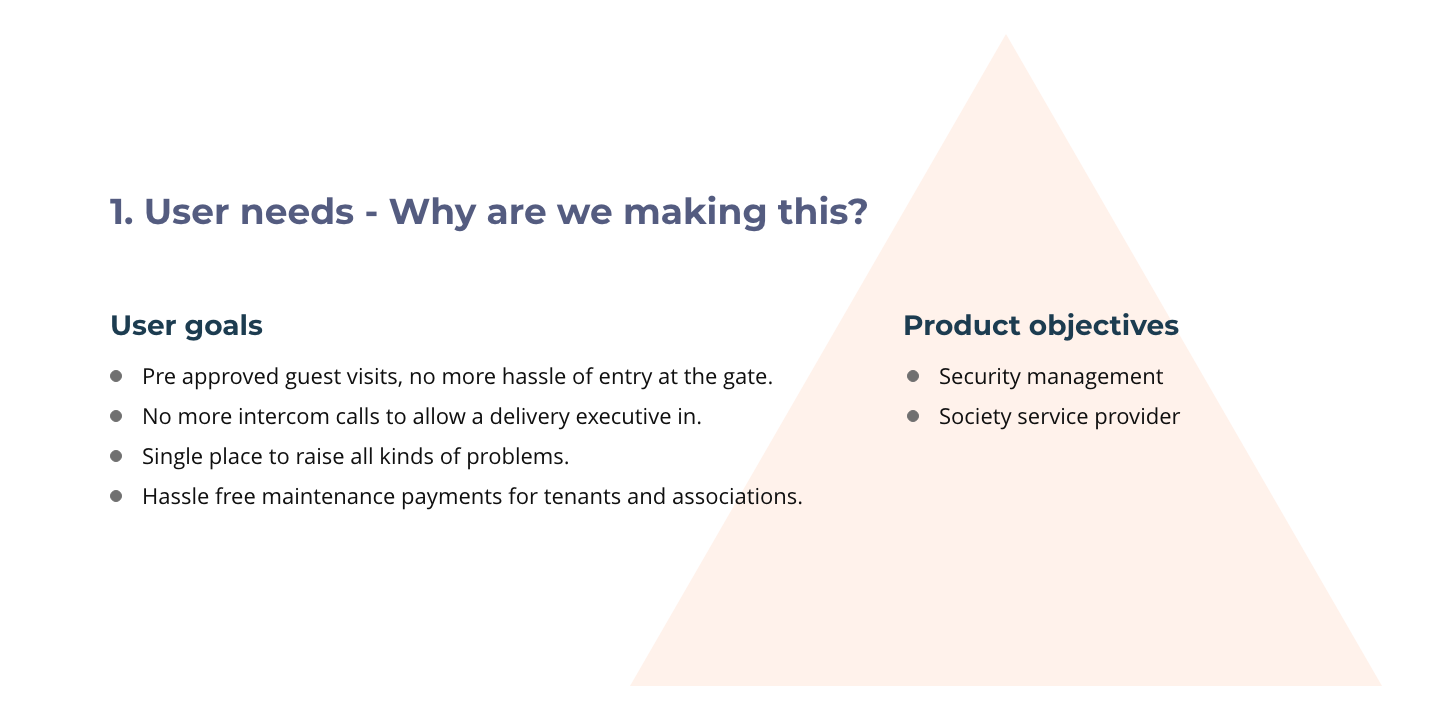 1. User needs - Why are we making this?
User goals
Pre approved guest visits, no more hassle of entry at the gate.
No more intercom calls to allow a delivery executive in.
Single place to raise all kinds of problems.
Hassle free maintenance payments for tenants and associations.
Product objectives
Security management
Society service provider